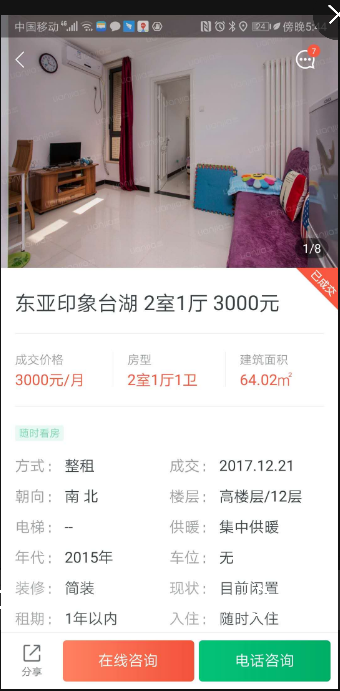 中国移动 4G 24 傍晚5:44
7
1/8
已成交
东亚印象台湖 2室1厅 3000元
成交价格 房型 建筑面积
3000元/月 2室1厅1卫 64.02㎡
随时看房
方式： 整租 成交： 2017.12.21
朝向： 南 北 楼层： 高楼层/12层
电梯： -- 供暖： 集中供暖
年代： 2015年 车位： 无
装修： 简装 现状： 目前闲置
租期： 1年以内 入住： 随时入住
分享 在线咨询 电话咨询